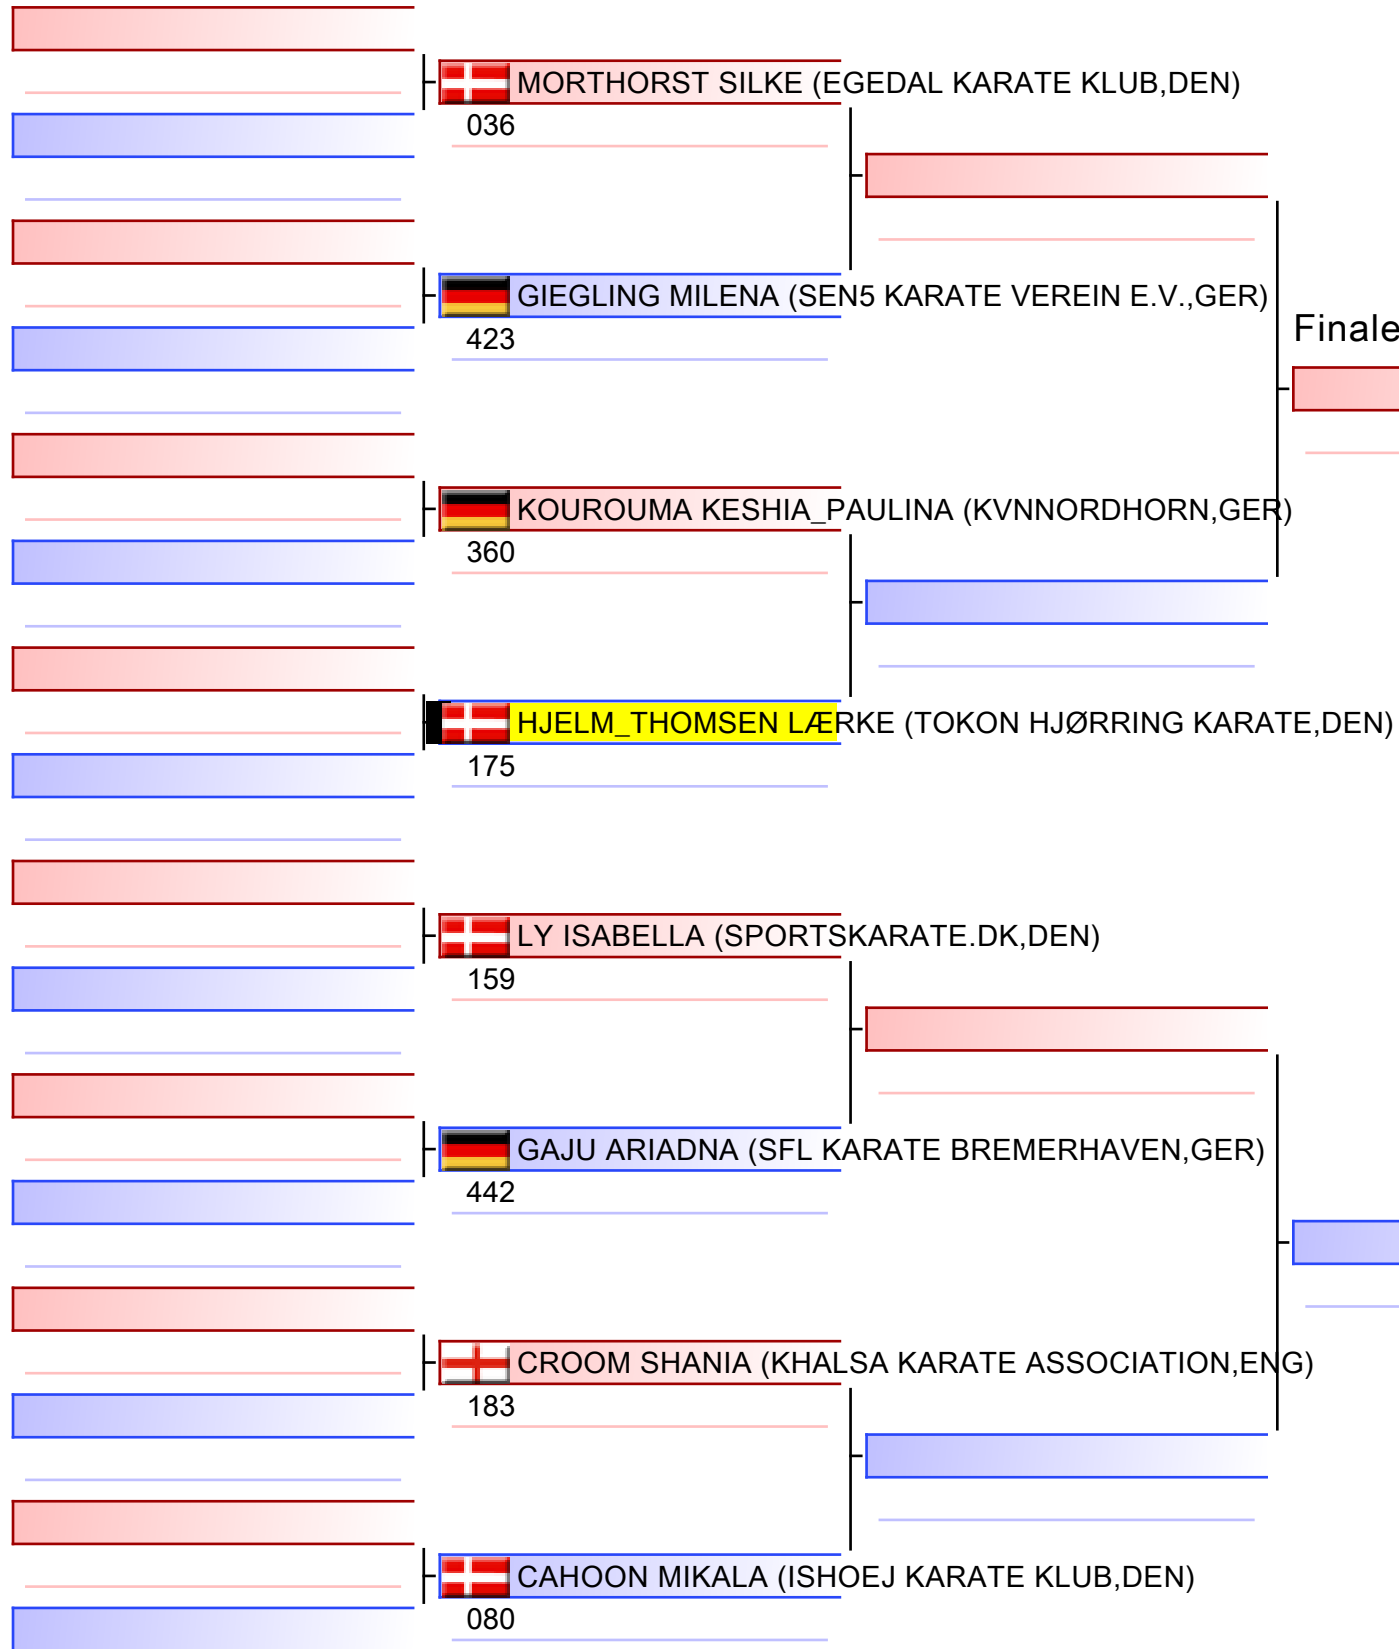 MORTHORST SILKE (EGEDAL KARATE KLUB,DEN)
036
GIEGLING MILENA (SEN5 KARATE VEREIN E.V.,GER)
423
Finale
KOUROUMA KESHIA_PAULINA (KVNNORDHORN,GER)
360
HJELM_THOMSEN LÆRKE (TOKON HJØRRING KARATE,DEN)
175
LY ISABELLA (SPORTSKARATE.DK,DEN)
159
GAJU ARIADNA (SFL KARATE BREMERHAVEN,GER)
442
CROOM SHANIA (KHALSA KARATE ASSOCIATION,ENG)
183
CAHOON MIKALA (ISHOEJ KARATE KLUB,DEN)
080